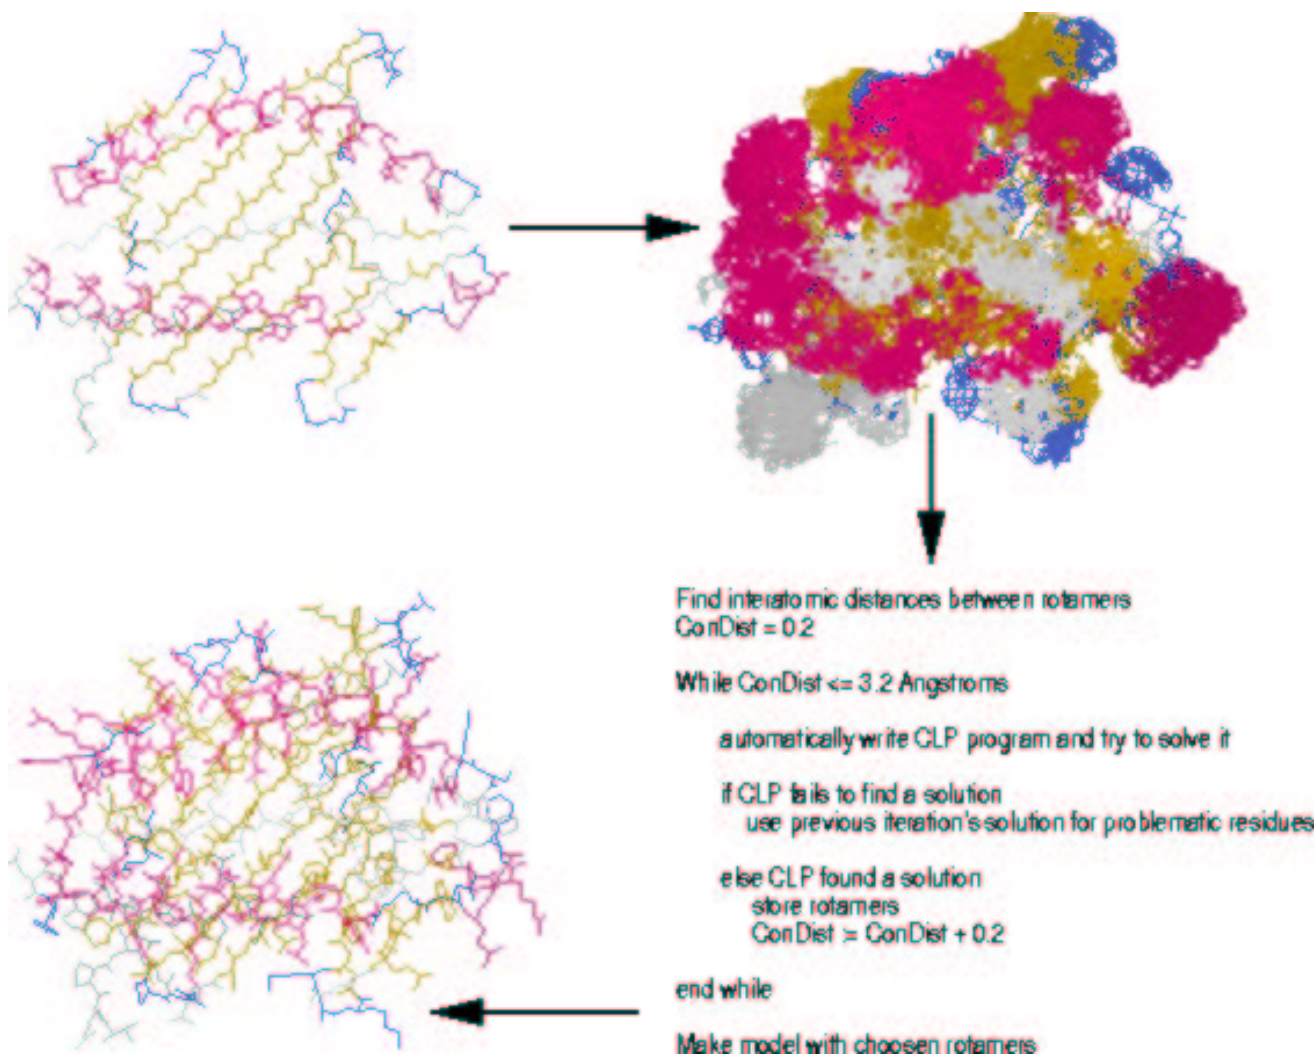 Find interatomic distances between rotamers
ConDist = 0.2
While ConDist <= 3.2 Angstroms
automatically write CLP program and try to solve it
if CLP fails to find a solution
use previous iteration's solution for problematic residues
else CLP found a solution
store rotamers
ConDist := ConDist + 0.2
end while
Make model with choosen rotamers